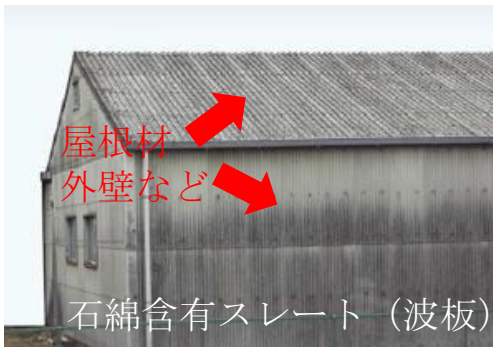 屋根材
外壁など
石綿含有スレート（波板）